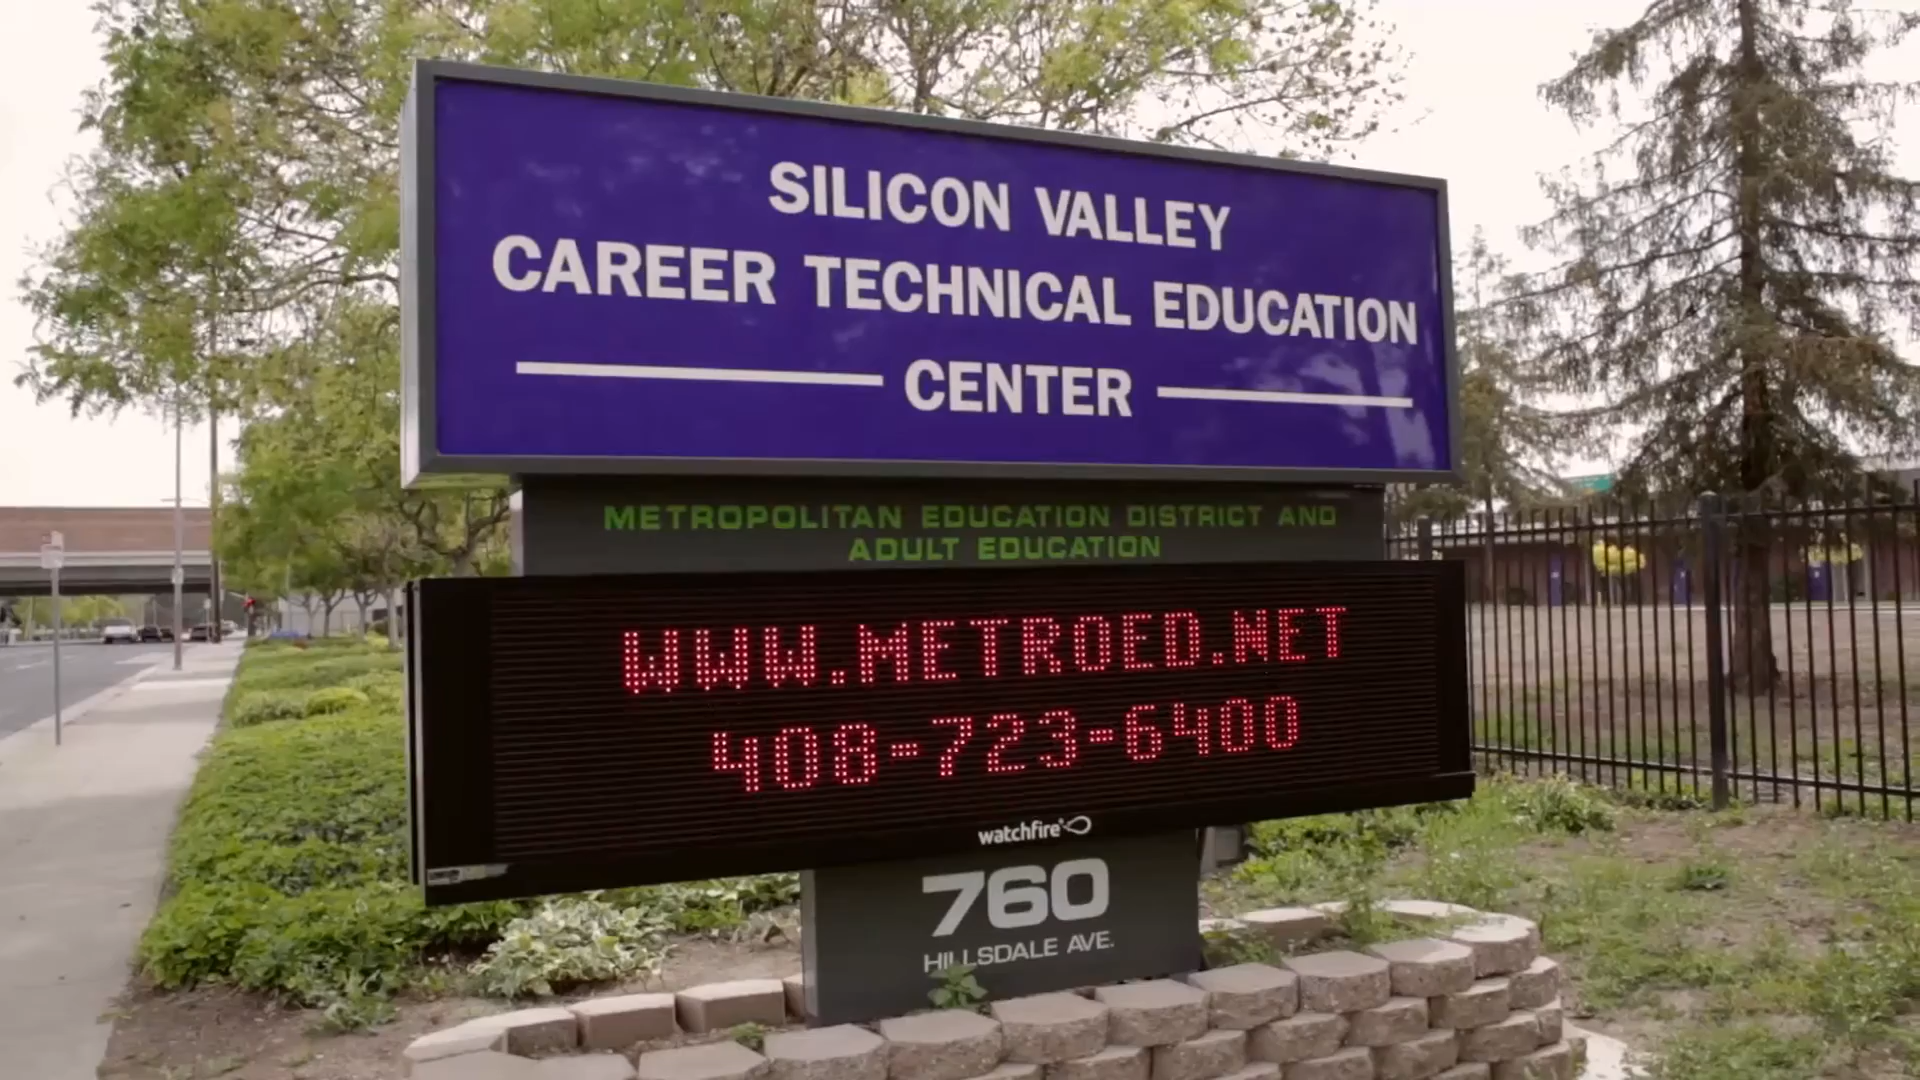 SILICON VALLEY
CAREER TECHNICAL EDUCATION
CENTER
METROPOLITAN EDUCATION DISTRICT AND
ADULT EDUCATION
WWW.METROED.NET
408-723-6400
watchfire
760
HILLSDALE AVE.